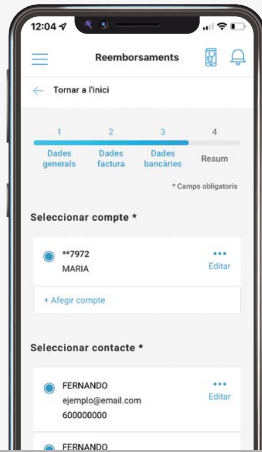 12:04
Reemborsaments
Tornar a l'inici
1 2 3 4
Dades generals
Dades factura
Dades bancàries
Resum
* Camps obligatoris
Seleccionar compte *
**7972
MARIA
Editar
+ Afegir compte
Seleccionar contacte *
FERNANDO
ejemplo@email.com
600000000
Editar
FERNANDO